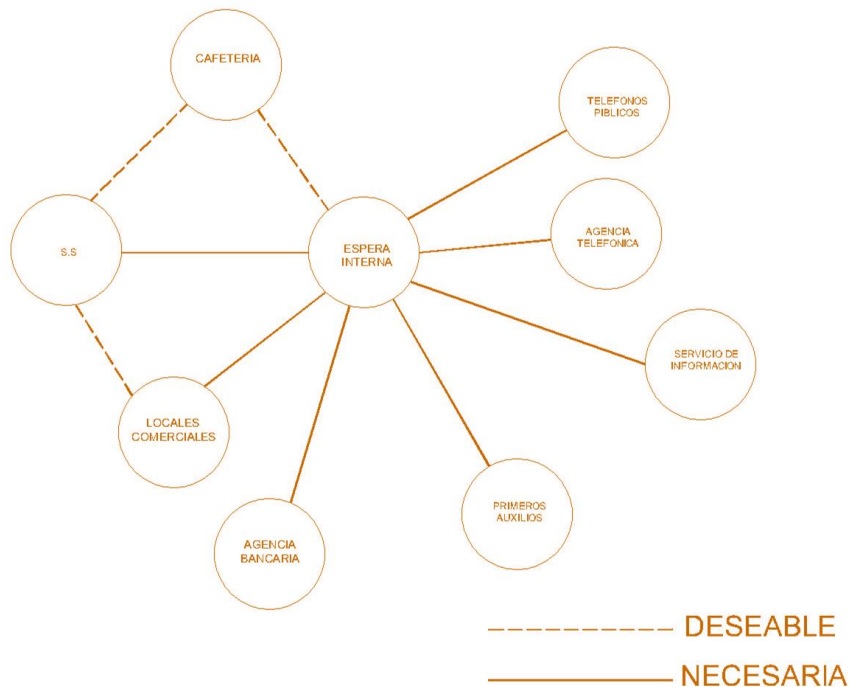 CAFETERIA
TELEFONOS
PIBLICOS
S.S
ESPERA
INTERNA
AGENCIA
TELEFONICA
SERVICIO DE
INFORMACION
LOCALES
COMERCIALES
AGENCIA
BANCARIA
PRIMEROS
AUXILIOS
DESEABLE
NECESARIA